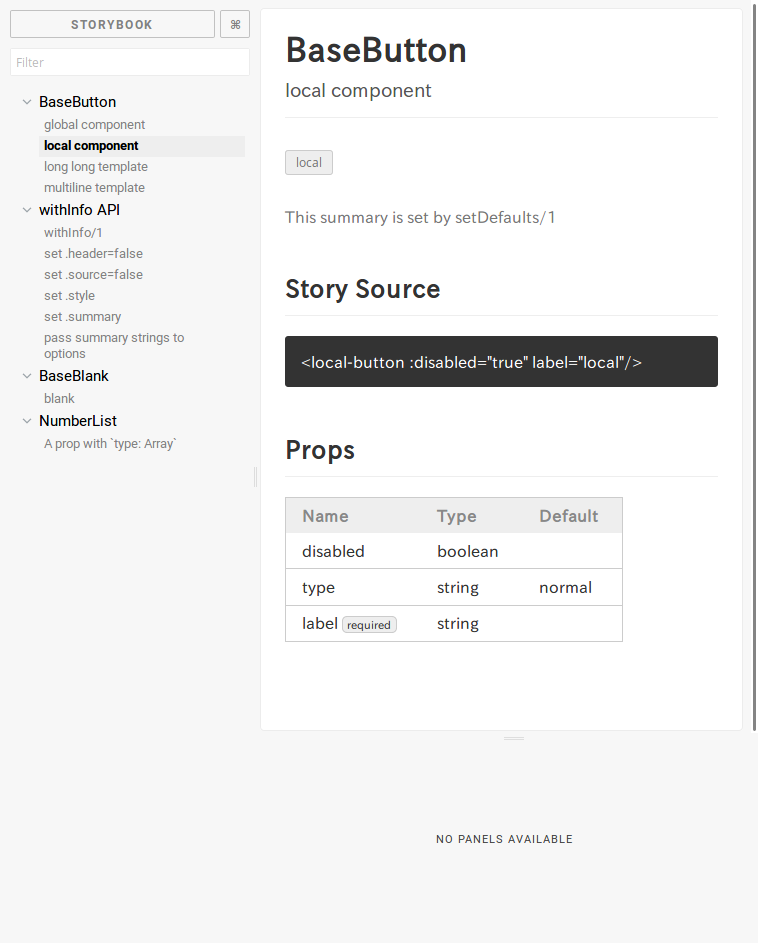 STORYBOOK
⌘
Filter
BaseButton
global component
local component
long long template
multiline template
withInfo API
withInfo/1
set .header=false
set .source=false
set .style
set .summary
pass summary strings to
options
BaseBlank
blank
NumberList
A prop with `type: Array`
BaseButton
local component
local
This summary is set by setDefaults/1
Story Source
<local-button :disabled="true" label="local"/>
Props
Name Type Default
disabled boolean
type string normal
label required string
NO PANELS AVAILABLE